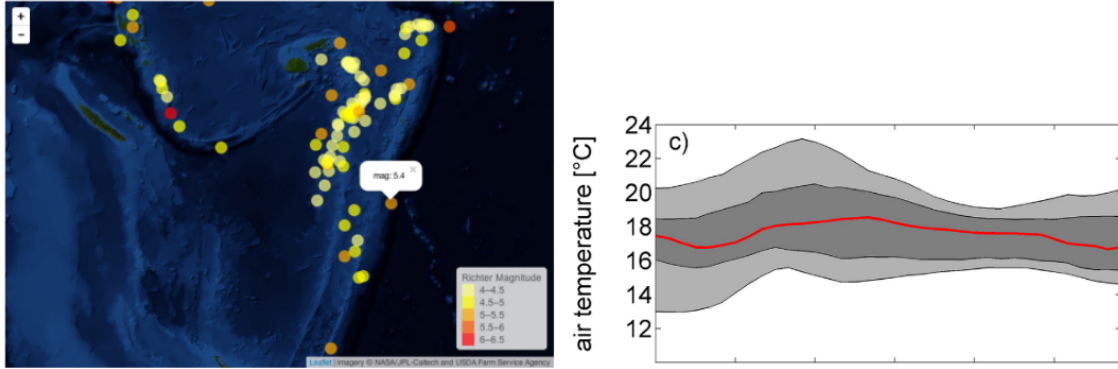 +
−
mag: 5.4 ×
Richter Magnitude
4–4.5
4.5–5
5–5.5
5.5–6
6–6.5
Leaflet | Imagery © NASA/JPL-Caltech and USDA Farm Service Agency
c)
air temperature [°C]
24
22
20
18
16
14
12